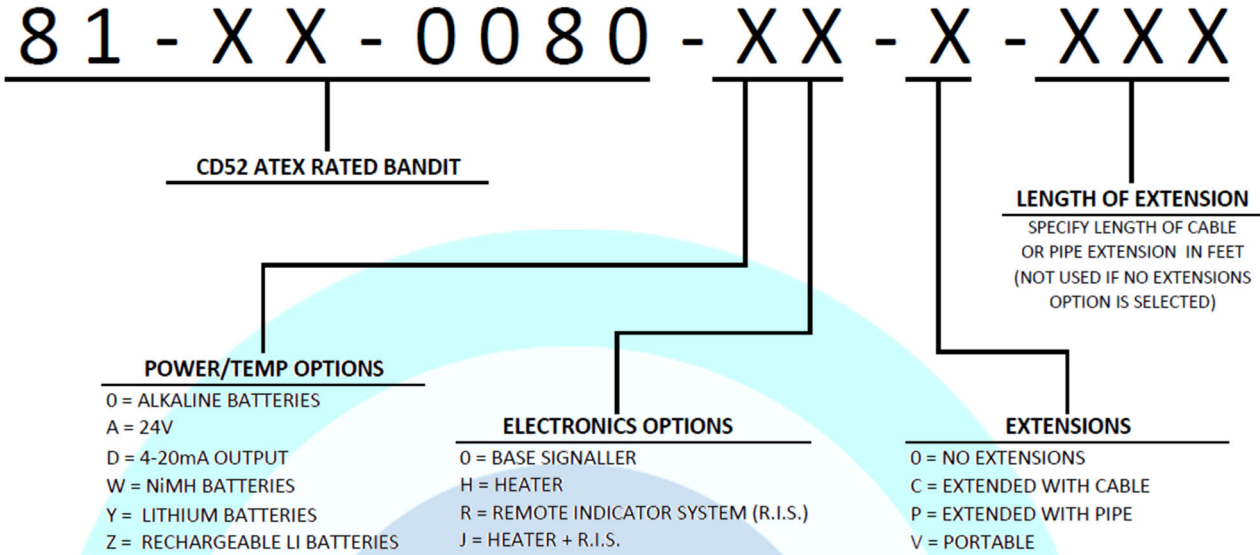 81-XX-0080-XX-X-XXX
CD52 ATEX RATED BANDIT
LENGTH OF EXTENSION
SPECIFY LENGTH OF CABLE
OR PIPE EXTENSION IN FEET
(NOT USED IF NO EXTENSIONS
OPTION IS SELECTED)
POWER/TEMP OPTIONS
0 = ALKALINE BATTERIES
A = 24V
D = 4-20mA OUTPUT
W = NiMH BATTERIES
Y = LITHIUM BATTERIES
Z = RECHARGEABLE LI BATTERIES
ELECTRONICS OPTIONS
0 = BASE SIGNALLER
H = HEATER
R = REMOTE INDICATOR SYSTEM (R.I.S.)
J = HEATER + R.I.S.
EXTENSIONS
0 = NO EXTENSIONS
C = EXTENDED WITH CABLE
P = EXTENDED WITH PIPE
V = PORTABLE